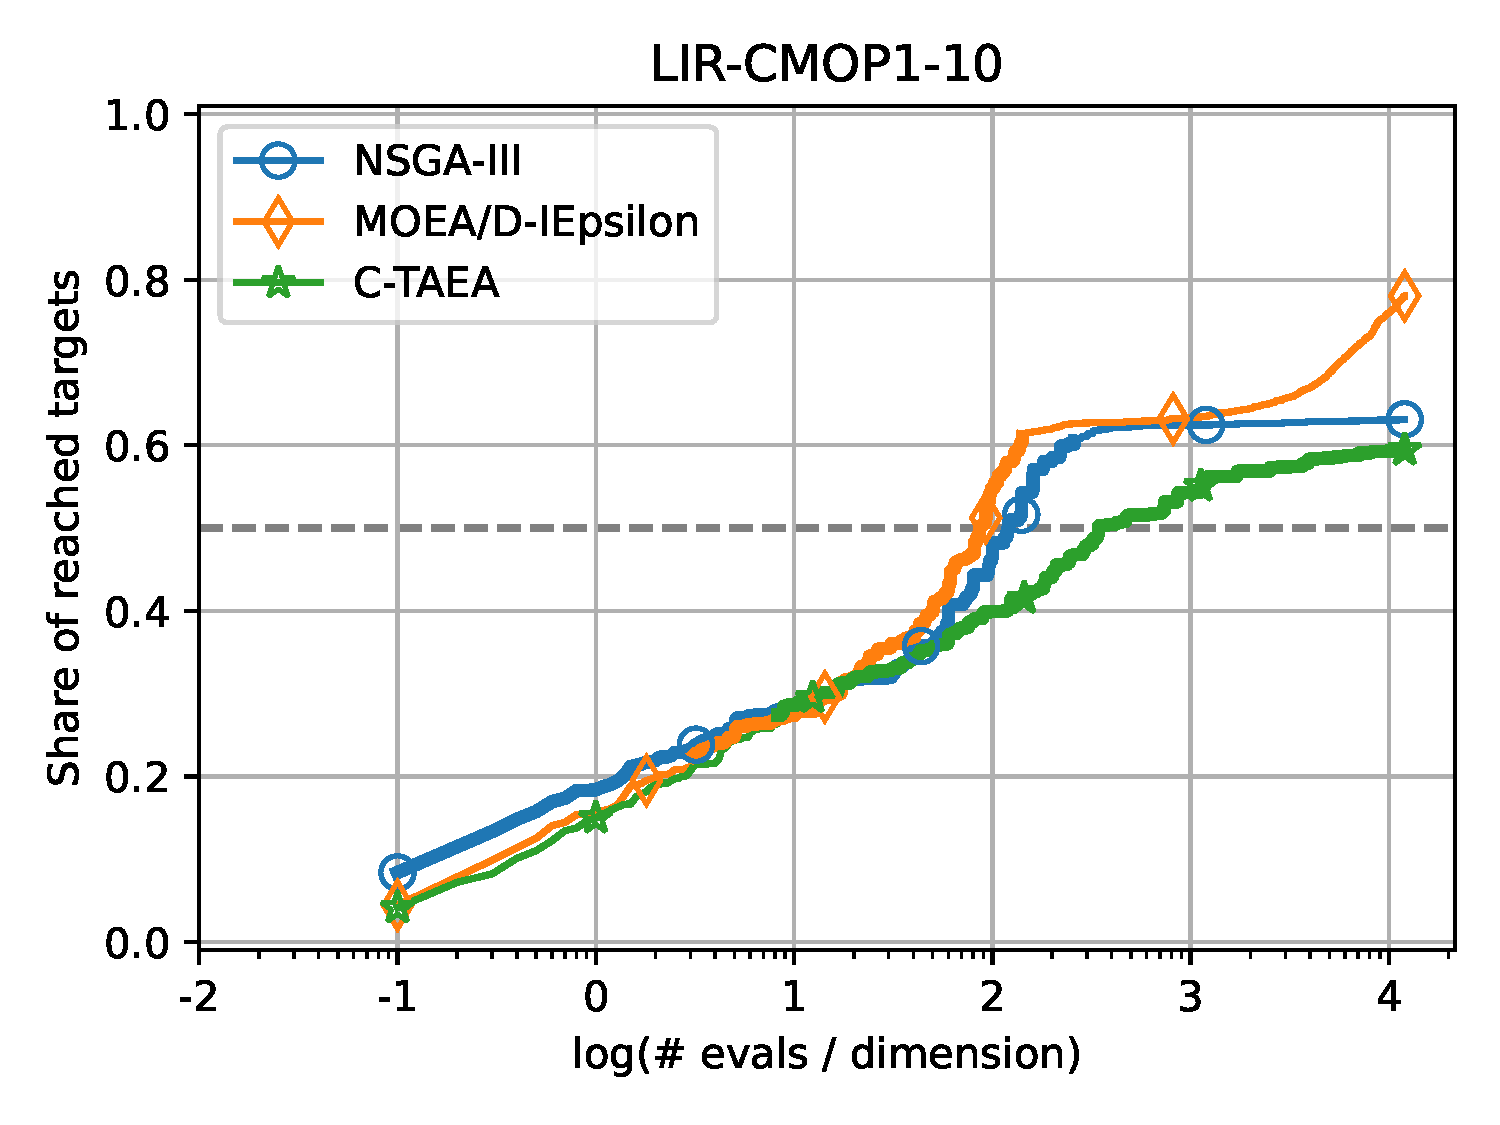 LIR-CMOP1-10
NSGA-III
MOEA/D-IEpsilon
C-TAEA
Share of reached targets
1.0
0.8
0.6
0.4
0.2
0.0
-2 -1 0 1 2 3 4
log(# evals / dimension)